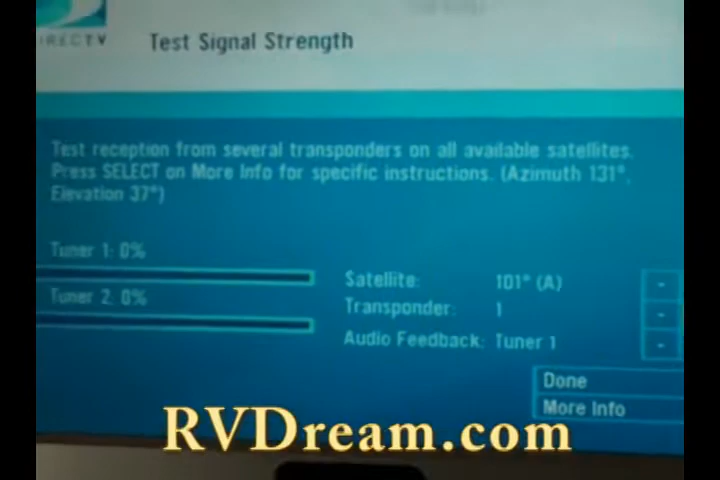 DIRECTV
Test Signal Strength
Test reception from several transponders on all available satellites.
Press SELECT on More Info for specific instructions. (Azimuth 131°,
Elevation 37°)
Tuner 1: 0%
Tuner 2: 0%
Satellite: 101° (A) -
Transponder: 1 -
Audio Feedback: Tuner 1 -
Done
More Info
RVDream.com